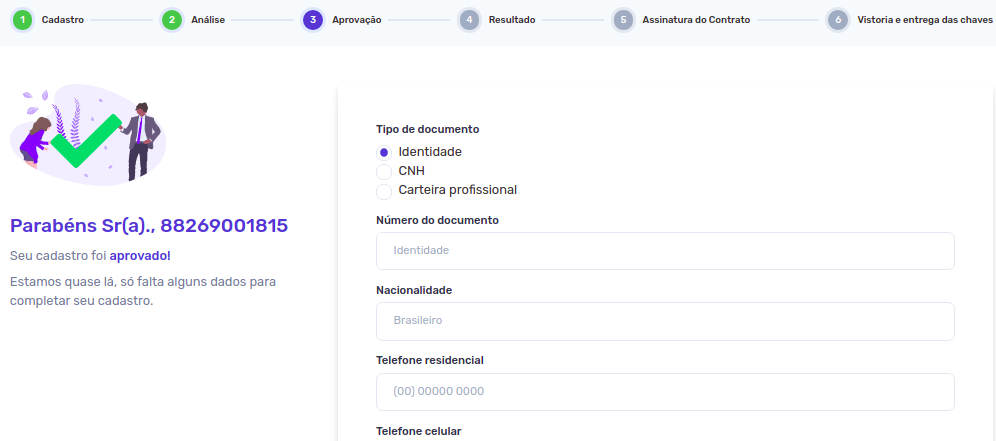 1 Cadastro 2 Análise 3 Aprovação 4 Resultado 5 Assinatura do Contrato 6 Vistoria e entrega das chaves
Parabéns Sr(a)., 88269001815
Seu cadastro foi aprovado!
Estamos quase lá, só falta alguns dados para
completar seu cadastro.
Tipo de documento
Identidade
CNH
Carteira profissional
Número do documento
Identidade
Nacionalidade
Brasileiro
Telefone residencial
(00) 00000 0000
Telefone celular